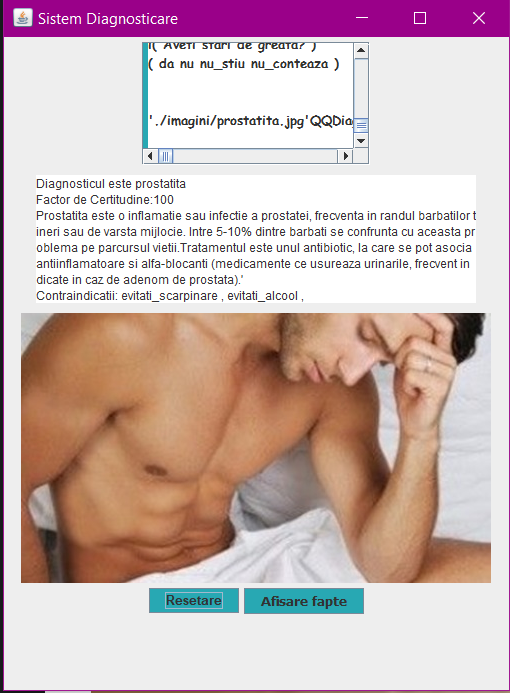 Sistem Diagnosticare
i( Aveti stari de greata? )
( da nu nu_stiu nu_conteaza )
'./imagini/prostatita.jpg'QQDiag
Diagnosticul este prostatita
Factor de Certitudine:100
Prostatita este o inflamatie sau infectie a prostatei, frecventa in randul barbatilor t
ineri sau de varsta mijlocie. Intre 5-10% dintre barbati se confrunta cu aceasta pr
oblema pe parcursul vietii.Tratamentul este unul antibiotic, la care se pot asocia
antiinflamatoare si alfa-blocanti (medicamente ce usureaza urinarile, frecvent in
dicate in caz de adenom de prostata).'
Contraindicatii: evitati_scarpinare , evitati_alcool ,
Resetare
Afisare fapte